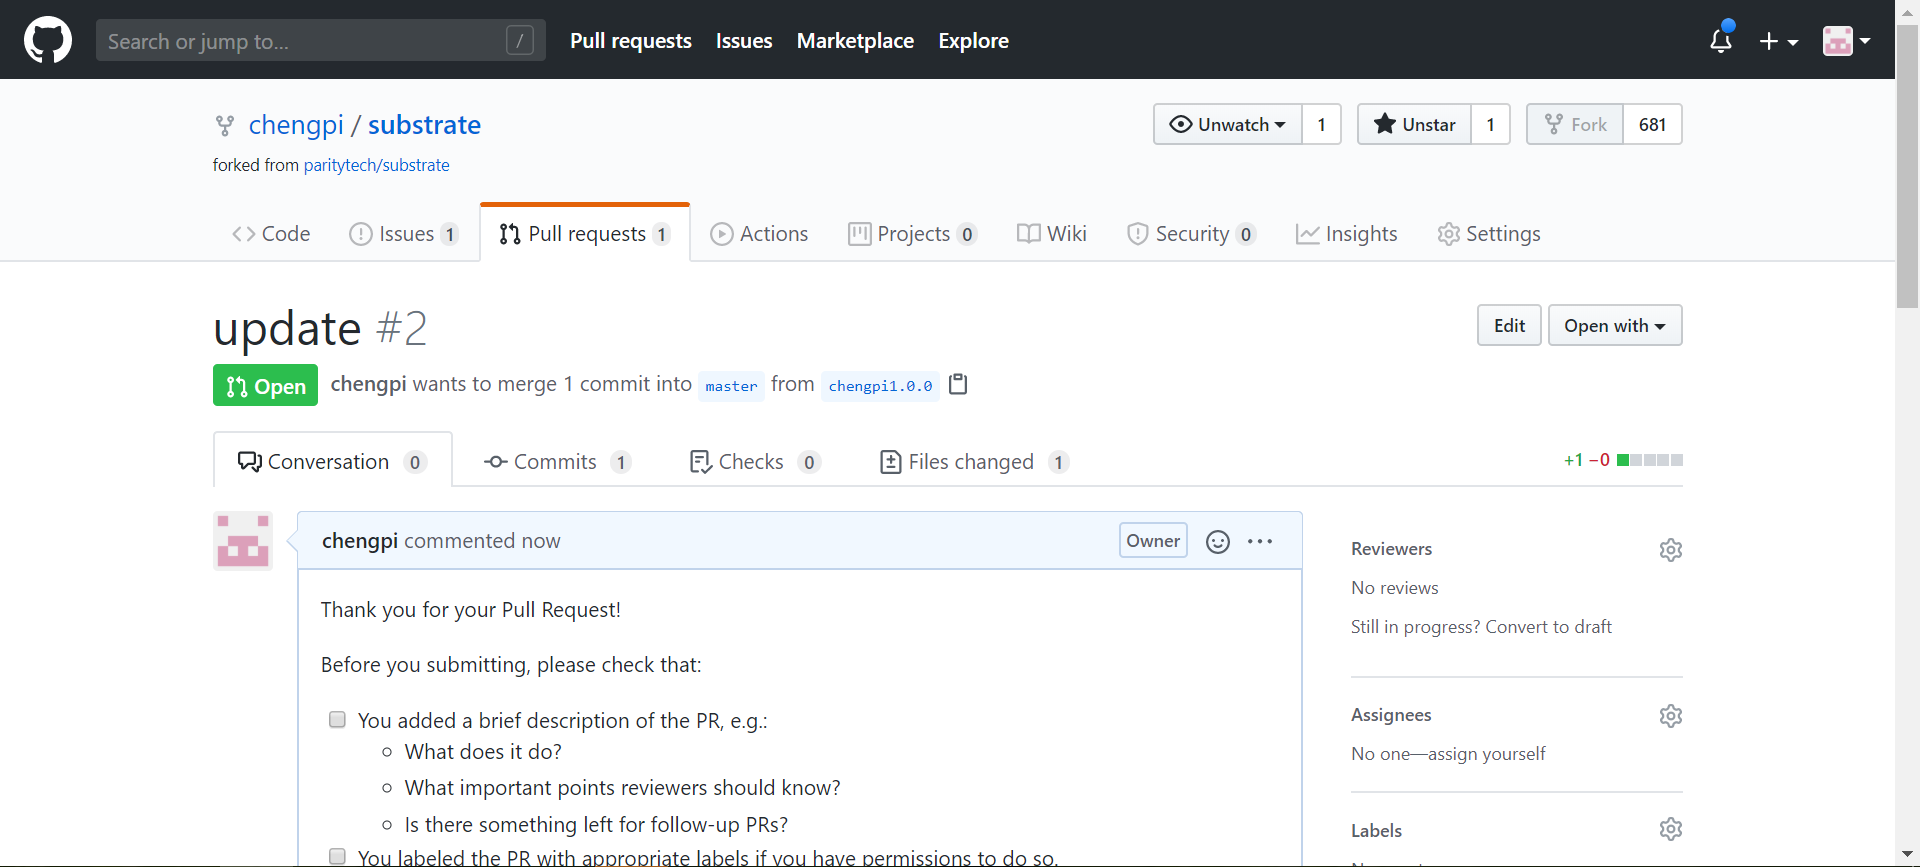 Search or jump to... /
Pull requests Issues Marketplace Explore
chengpi / substrate
forked from paritytech/substrate
Unwatch 1 Unstar 1 Fork 681
Code Issues 1 Pull requests 1 Actions Projects 0 Wiki Security 0 Insights Settings
update #2
Edit Open with
Open chengpi wants to merge 1 commit into master from chengpi1.0.0
Conversation 0 Commits 1 Checks 0 Files changed 1
+1 −0
chengpi commented now
Owner
Thank you for your Pull Request!
Before you submitting, please check that:
You added a brief description of the PR, e.g.:
What does it do?
What important points reviewers should know?
Is there something left for follow-up PRs?
You labeled the PR with appropriate labels if you have permissions to do so.
Reviewers
No reviews
Still in progress? Convert to draft
Assignees
No one—assign yourself
Labels